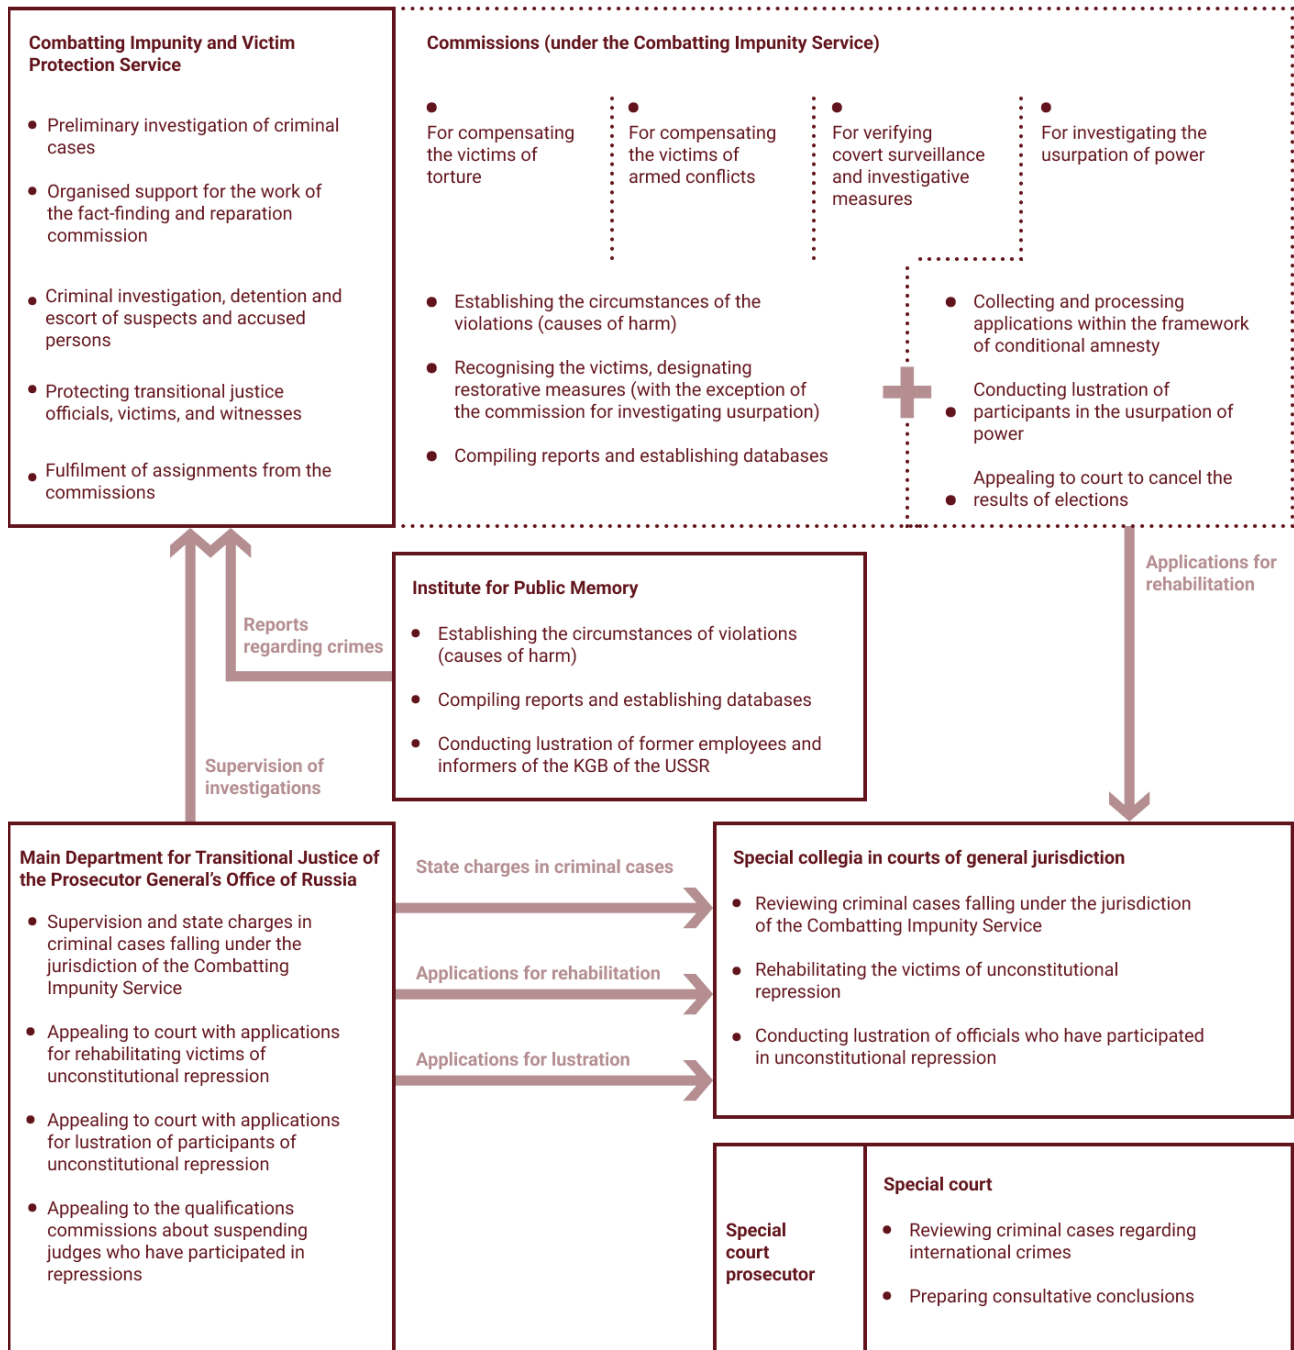 Combatting Impunity and Victim
Protection Service
Preliminary investigation of criminal
cases
Organised support for the work of
the fact-finding and reparation
commission
Criminal investigation, detention and
escort of suspects and accused
persons
Protecting transitional justice
officials, victims, and witnesses
Fulfilment of assignments from the
commissions
Commissions (under the Combatting Impunity Service)
For compensating
the victims of
torture
For compensating
the victims of
armed conflicts
For verifying
covert surveillance
and investigative
measures
For investigating the
usurpation of power
Establishing the circumstances of the
violations (causes of harm)
Recognising the victims, designating
restorative measures (with the exception of
the commission for investigating usurpation)
Compiling reports and establishing databases
Collecting and processing
applications within the framework
of conditional amnesty
Conducting lustration of
participants in the usurpation of
power
Appealing to court to cancel the
results of elections
Applications for
rehabilitation
Institute for Public Memory
Establishing the circumstances of violations
(causes of harm)
Compiling reports and establishing databases
Conducting lustration of former employees and
informers of the KGB of the USSR
Reports
regarding crimes
Supervision of
investigations
Main Department for Transitional Justice of
the Prosecutor General's Office of Russia
Supervision and state charges in
criminal cases falling under the
jurisdiction of the Combatting
Impunity Service
Appealing to court with applications
for rehabilitating victims of
unconstitutional repression
Appealing to court with applications
for lustration of participants of
unconstitutional repression
Appealing to the qualifications
commissions about suspending
judges who have participated in
repressions
State charges in criminal cases
Applications for rehabilitation
Applications for lustration
Special collegia in courts of general jurisdiction
Reviewing criminal cases falling under the jurisdiction
of the Combatting Impunity Service
Rehabilitating the victims of unconstitutional
repression
Conducting lustration of officials who have participated
in unconstitutional repression
Special
court
prosecutor
Special court
Reviewing criminal cases regarding
international crimes
Preparing consultative conclusions